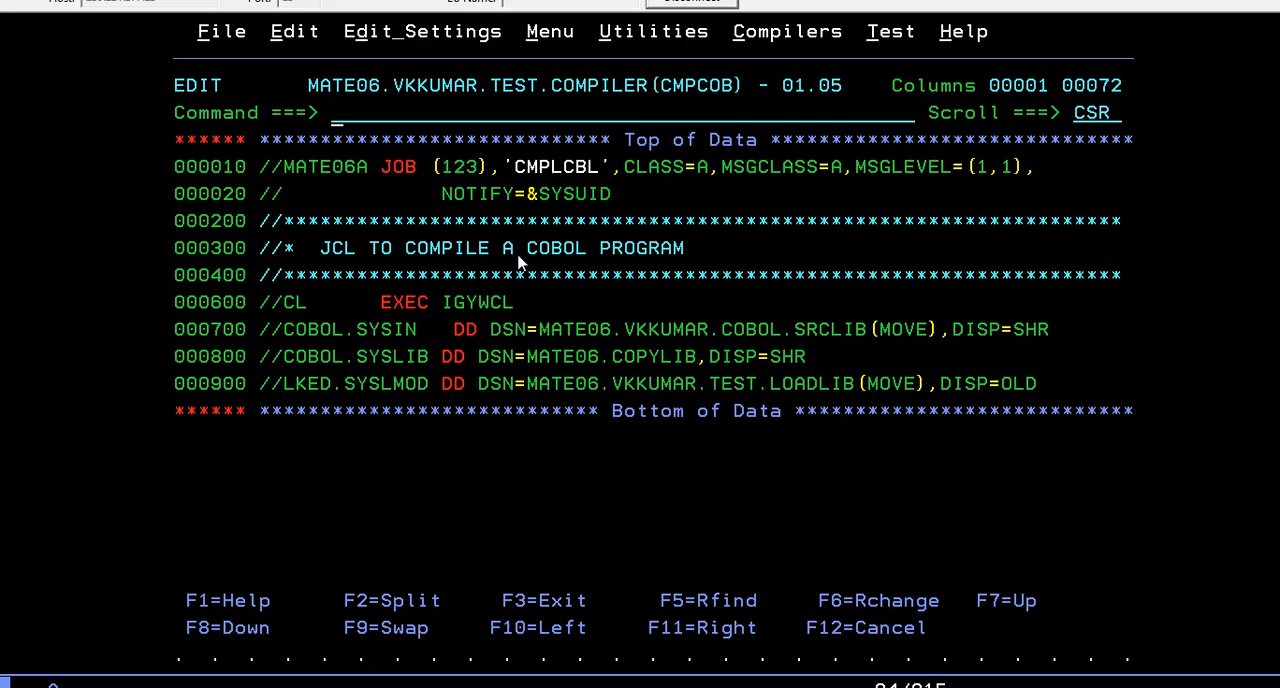 File Edit Edit_Settings Menu Utilities Compilers Test Help
EDIT MATE06.VKKUMAR.TEST.COMPILER(CMPCOB) - 01.05 Columns 00001 00072
Command ===> Scroll ===> CSR
****** ***************************** Top of Data ******************************
000010 //MATE06A JOB (123),'CMPLCBL',CLASS=A,MSGCLASS=A,MSGLEVEL=(1,1),
000020 // NOTIFY=&SYSUID
000200 //*********************************************************************
000300 //* JCL TO COMPILE A COBOL PROGRAM
000400 //*********************************************************************
000600 //CL EXEC IGYWCL
000700 //COBOL.SYSIN DD DSN=MATE06.VKKUMAR.COBOL.SRCLIB(MOVE),DISP=SHR
000800 //COBOL.SYSLIB DD DSN=MATE06.COPYLIB,DISP=SHR
000900 //LKED.SYSLMOD DD DSN=MATE06.VKKUMAR.TEST.LOADLIB(MOVE),DISP=OLD
****** **************************** Bottom of Data ****************************
F1=Help F2=Split F3=Exit F5=Rfind F6=Rchange F7=Up
F8=Down F9=Swap F10=Left F11=Right F12=Cancel